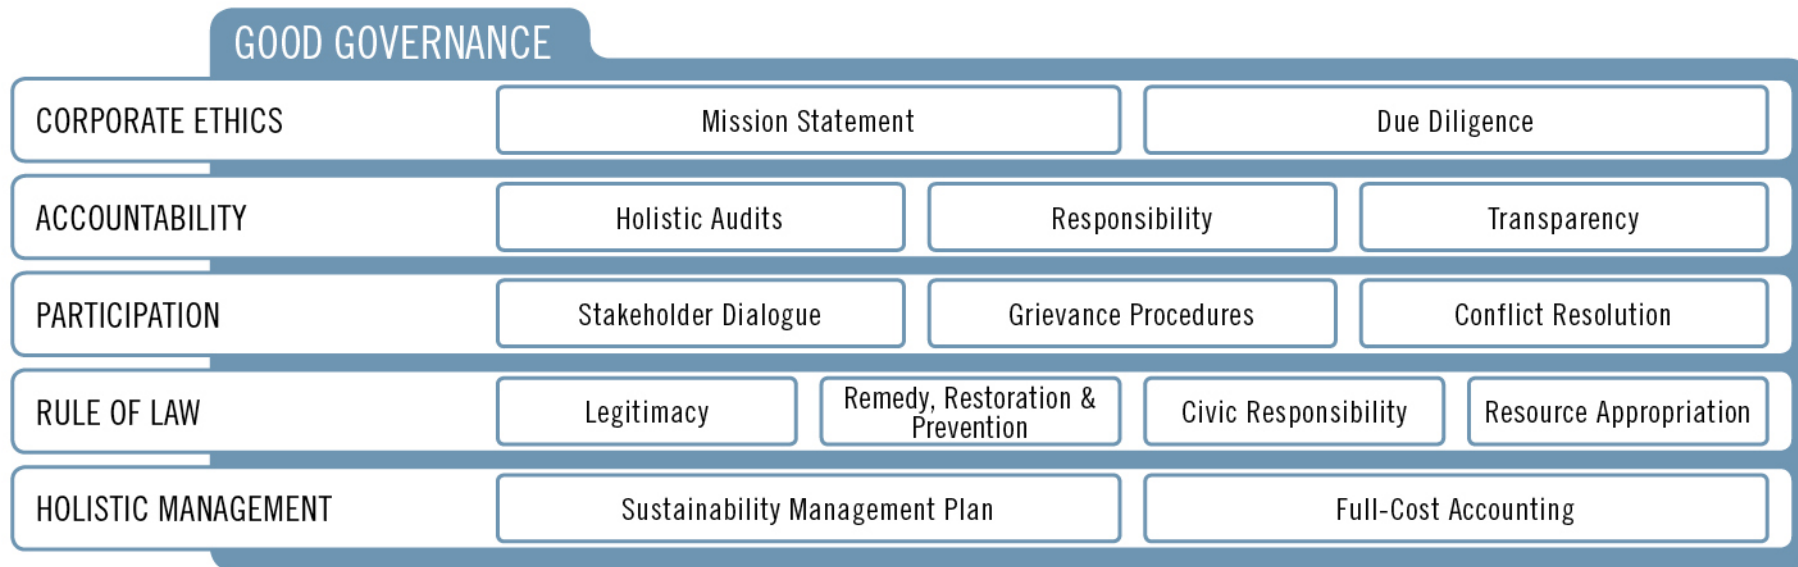 GOOD GOVERNANCE
CORPORATE ETHICS
Mission Statement
Due Diligence
ACCOUNTABILITY
Holistic Audits
Responsibility
Transparency
PARTICIPATION
Stakeholder Dialogue
Grievance Procedures
Conflict Resolution
RULE OF LAW
Legitimacy
Remedy, Restoration &
Prevention
Civic Responsibility
Resource Appropriation
HOLISTIC MANAGEMENT
Sustainability Management Plan
Full-Cost Accounting